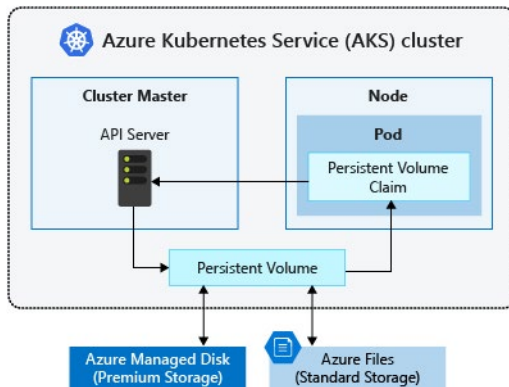 Azure Kubernetes Service (AKS) cluster
Cluster Master
Node
API Server
Pod
Persistent Volume
Claim
Persistent Volume
Azure Managed Disk
(Premium Storage)
Azure Files
(Standard Storage)